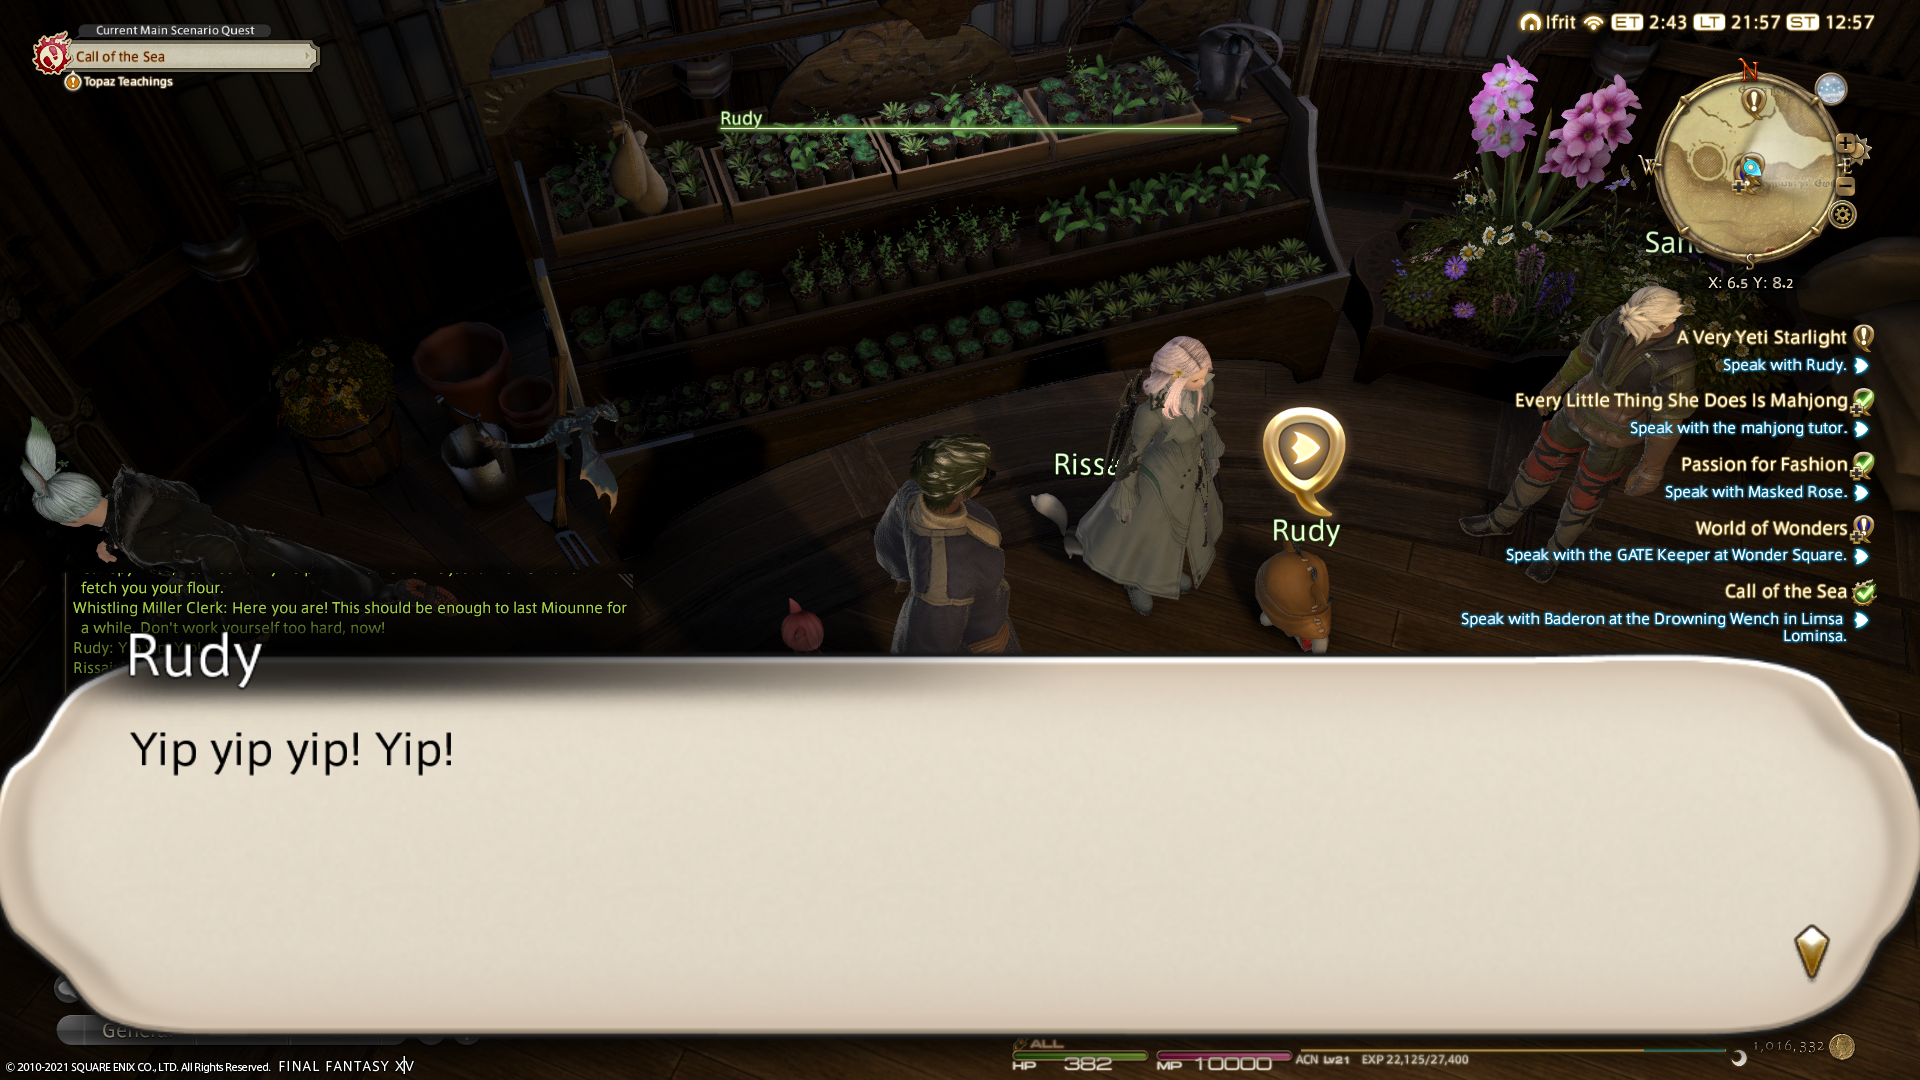 Current Main Scenario Quest
Call of the Sea
Topaz Teachings
Ifrit ET 2:43 LT 21:57 ST 12:57
Rudy
N
W
E
S
X: 6.5 Y: 8.2
A Very Yeti Starlight
Speak with Rudy.
Every Little Thing She Does Is Mahjong
Speak with the mahjong tutor.
Passion for Fashion
Speak with Masked Rose.
World of Wonders
Speak with the GATE Keeper at Wonder Square.
Call of the Sea
Speak with Baderon at the Drowning Wench in Limsa
Lominsa.
Rudy
fetch you your flour.
Whistling Miller Clerk: Here you are! This should be enough to last Miounne for
a while. Don't work yourself too hard, now!
Rudy:
Rudy
Yip yip yip! Yip!
ALL
HP 382 MP 10000 ACN Lv21 EXP 22,125/27,400
1,016,332
© 2010-2021 SQUARE ENIX CO., LTD. All Rights Reserved. FINAL FANTASY XIV